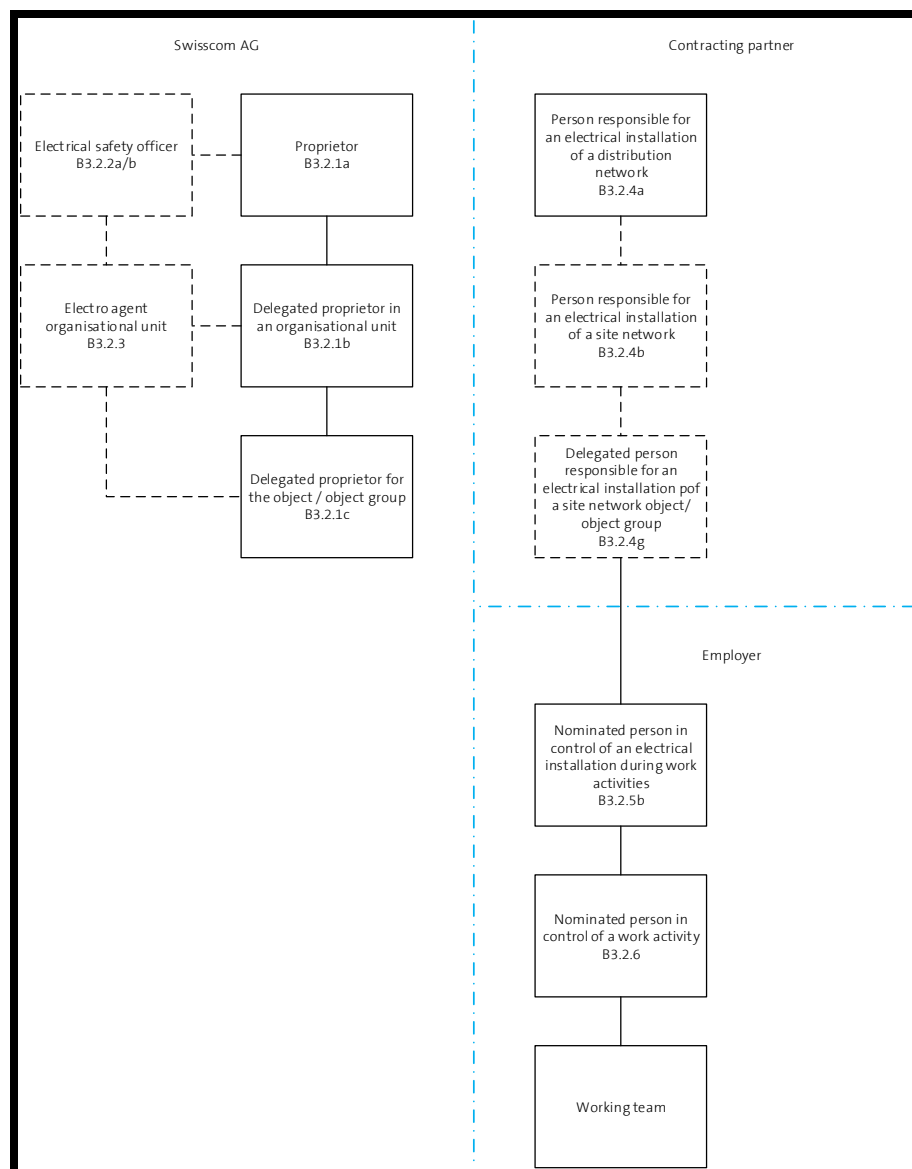 Swisscom AG
Contracting partner
Electrical safety officer
B3.2.2a/b
Proprietor
B3.2.1a
Person responsible for
an electrical installation
of a distribution
network
B3.2.4a
Electro agent
organisational unit
B3.2.3
Delegated proprietor in
an organisational unit
B3.2.1b
Person responsible for
an electrical installation
of a site network
B3.2.4b
Delegated proprietor for
the object / object group
B3.2.1c
Delegated person
responsible for an
electrical installation pof
a site network object/
object group
B3.2.4g
Employer
Nominated person in
control of an electrical
installation during work
activities
B3.2.5b
Nominated person in
control of a work activity
B3.2.6
Working team